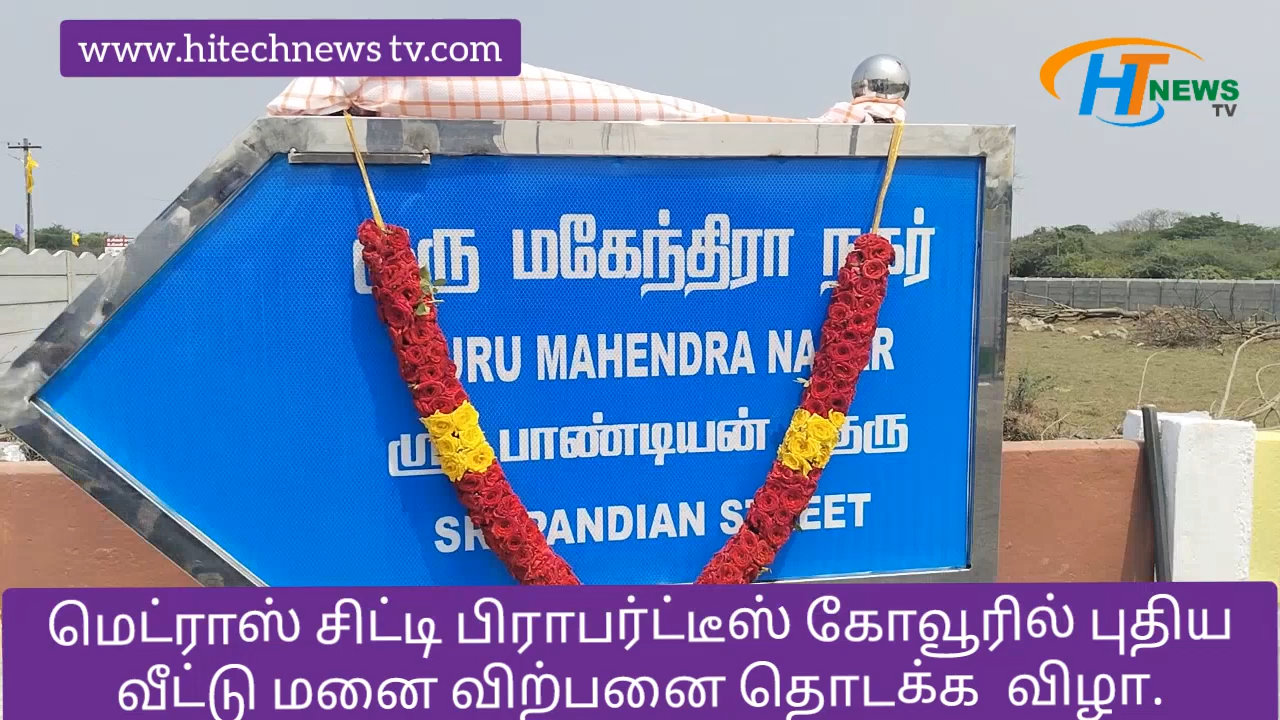 www.hitechnews tv.com
HT NEWS
TV
மகேந்திரா நகர்
MAHENDRA
பாண்டியன்
PANDIAN
மெட்ராஸ் சிட்டி பிராபர்ட்டீஸ் கோவூரில் புதிய
வீட்டு மனை விற்பனை தொடக்க விழா.